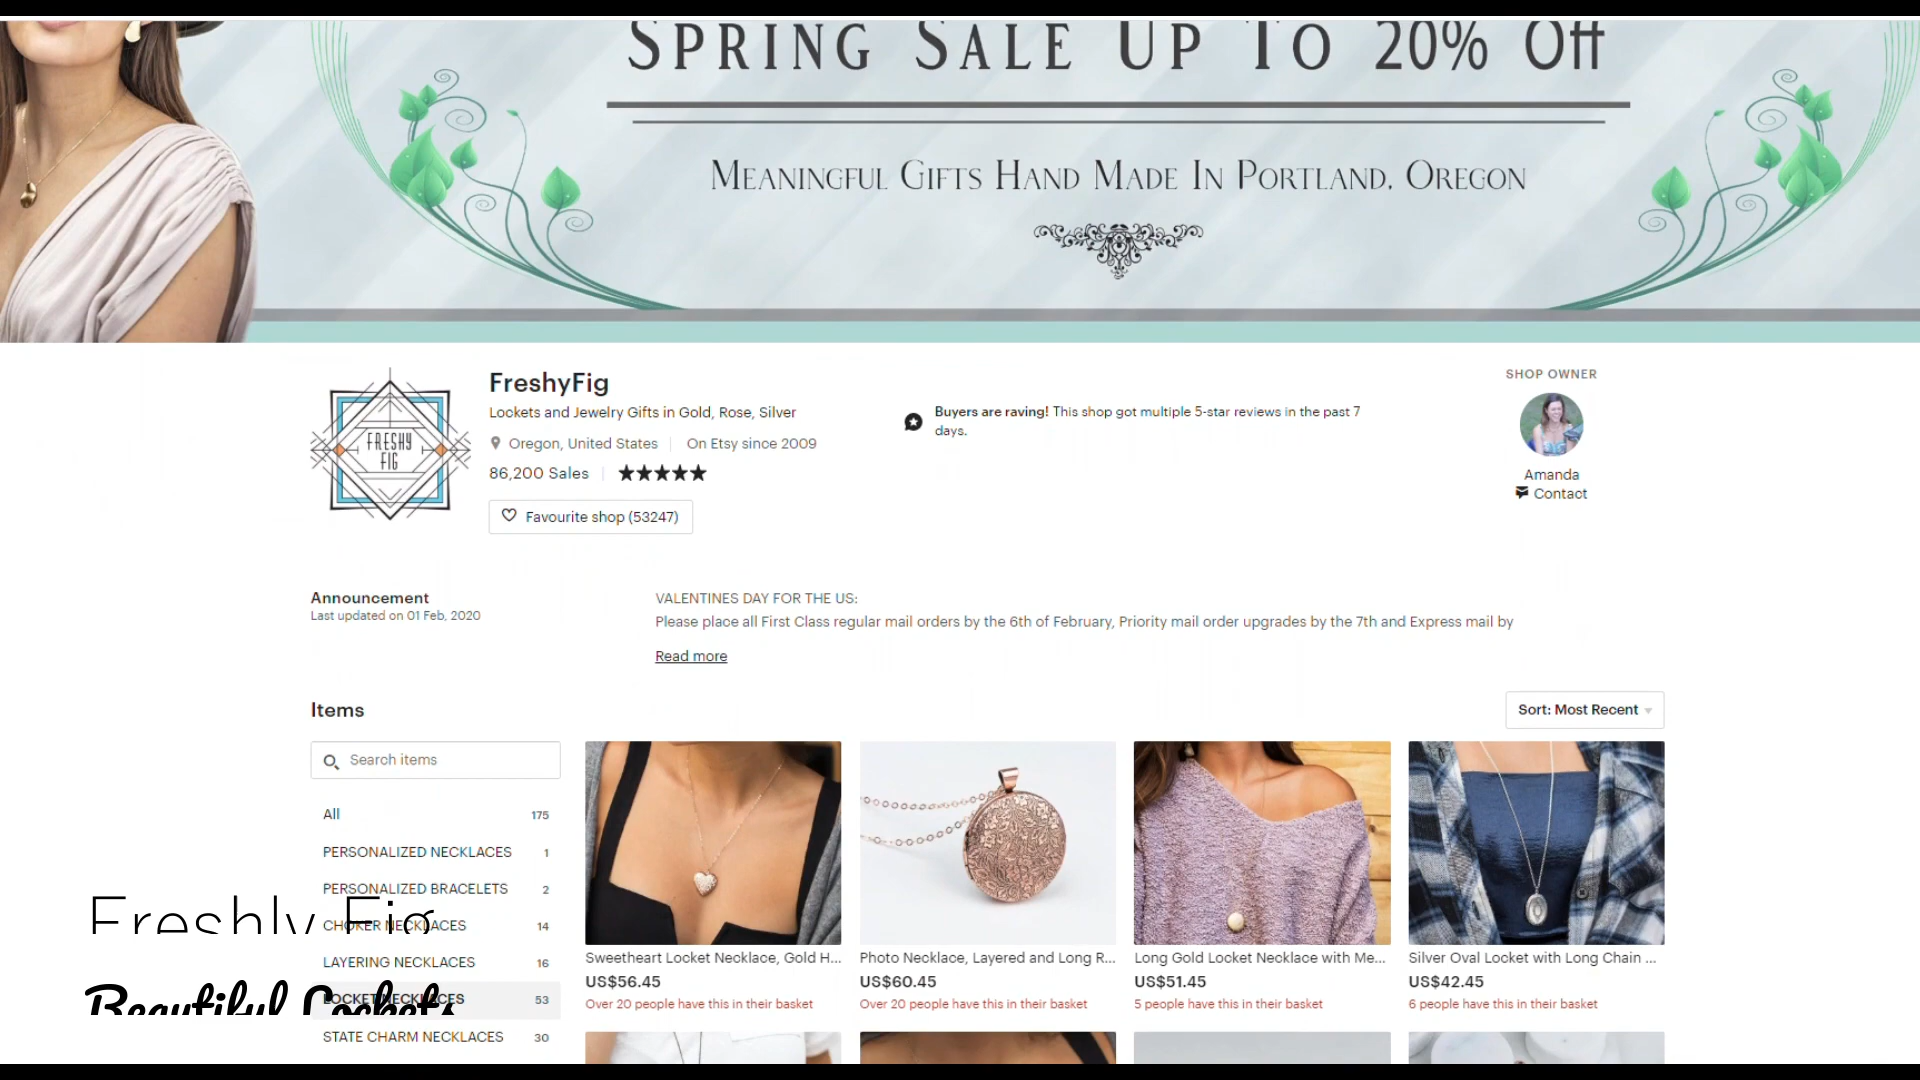 SPRING SALE UP TO 20% Off
MEANINGFUL GIFTS HAND MADE IN PORTLAND, OREGON
FRESHY
FIG
FreshyFig
Lockets and Jewelry Gifts in Gold, Rose, Silver
Oregon, United States
On Etsy since 2009
86,200 Sales
Favourite shop (53247)
Buyers are raving! This shop got multiple 5-star reviews in the past 7
days.
SHOP OWNER
Amanda
Contact
Announcement
Last updated on 01 Feb, 2020
VALENTINES DAY FOR THE US:
Please place all First Class regular mail orders by the 6th of February, Priority mail order upgrades by the 7th and Express mail by
Read more
Items
Sort: Most Recent
Search items
All 175
PERSONALIZED NECKLACES 1
PERSONALIZED BRACELETS 2
CHOKER NECKLACES 14
LAYERING NECKLACES 16
LOCKET NECKLACES 53
STATE CHARM NECKLACES 30
Freshly Fig
Beautiful Lockets
Sweetheart Locket Necklace, Gold H...
US$56.45
Over 20 people have this in their basket
Photo Necklace, Layered and Long R...
US$60.45
Over 20 people have this in their basket
Long Gold Locket Necklace with Me...
US$51.45
5 people have this in their basket
Silver Oval Locket with Long Chain ...
US$42.45
6 people have this in their basket